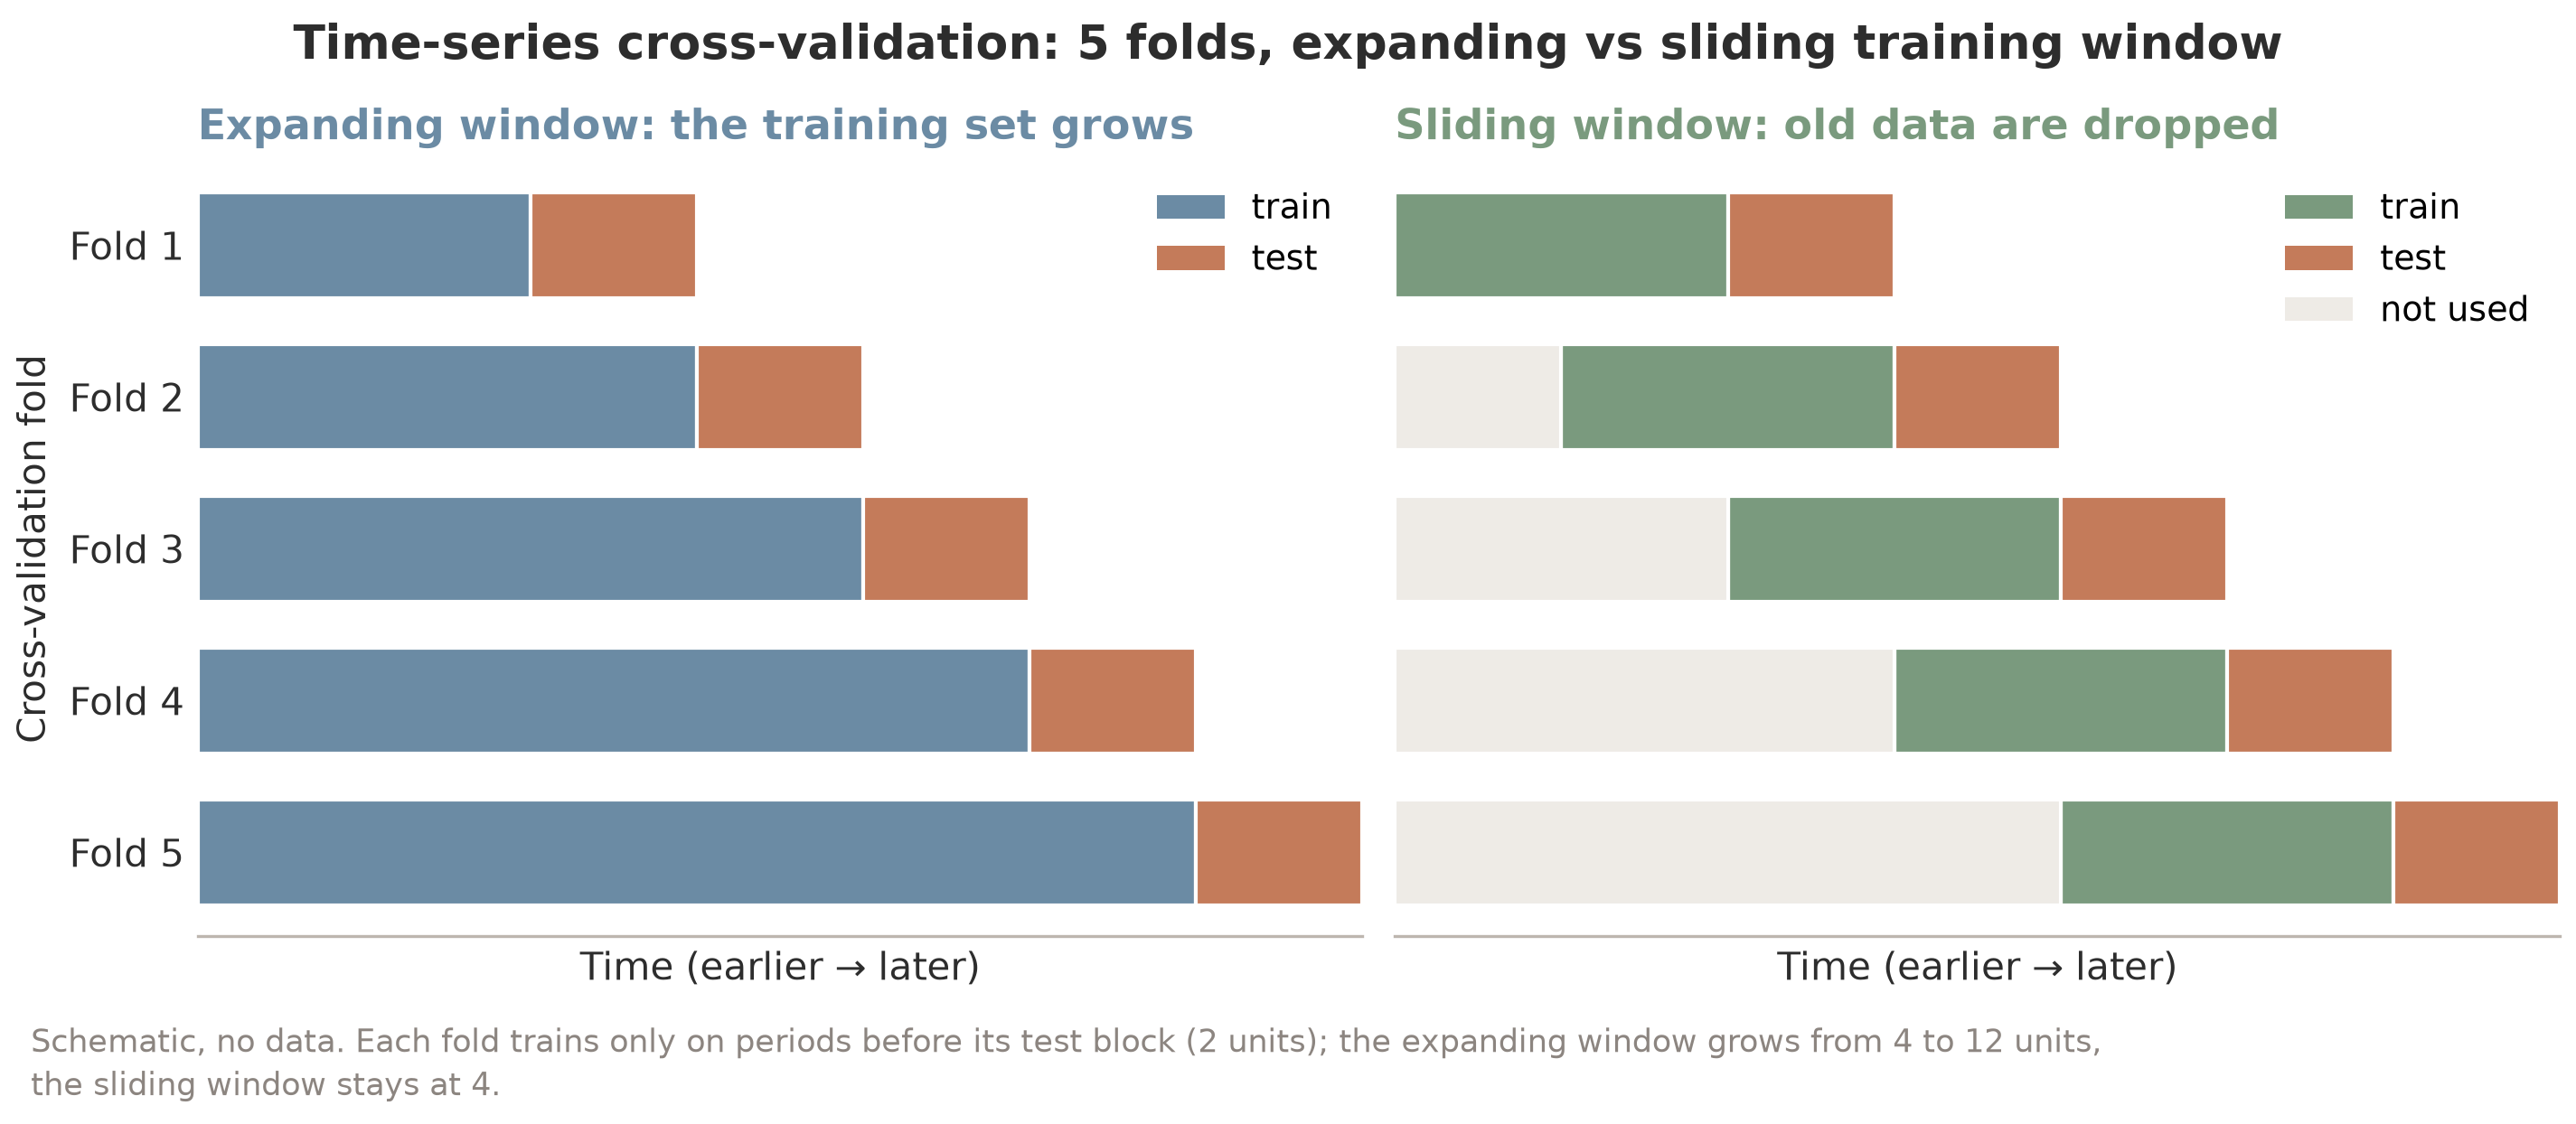 Time-series cross-validation: 5 folds, expanding vs sliding training window
Expanding window: the training set grows
train
test
Cross-validation fold
Fold 1
Fold 2
Fold 3
Fold 4
Fold 5
Time (earlier → later)
Sliding window: old data are dropped
train
test
not used
Time (earlier → later)
Schematic, no data. Each fold trains only on periods before its test block (2 units); the expanding window grows from 4 to 12 units,
the sliding window stays at 4.